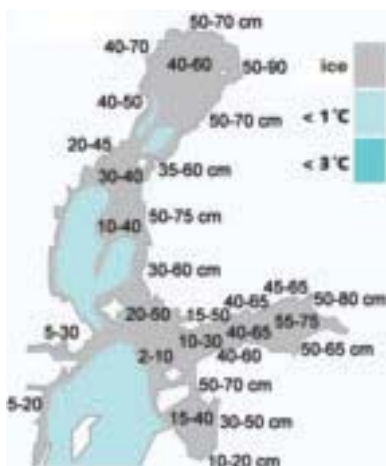 50-70 cm
40-70
40-60
50-90
ice
40-50
< 1°C
50-70 cm
20-45
< 3°C
35-60 cm
30-40
50-75 cm
10-40
30-60 cm
45-65
40-65
50-80 cm
20-50
15-50
55-75
5-30
40-65
10-30
50-65 cm
2-10
40-60
50-70 cm
5-20
15-40
30-50 cm
10-20 cm